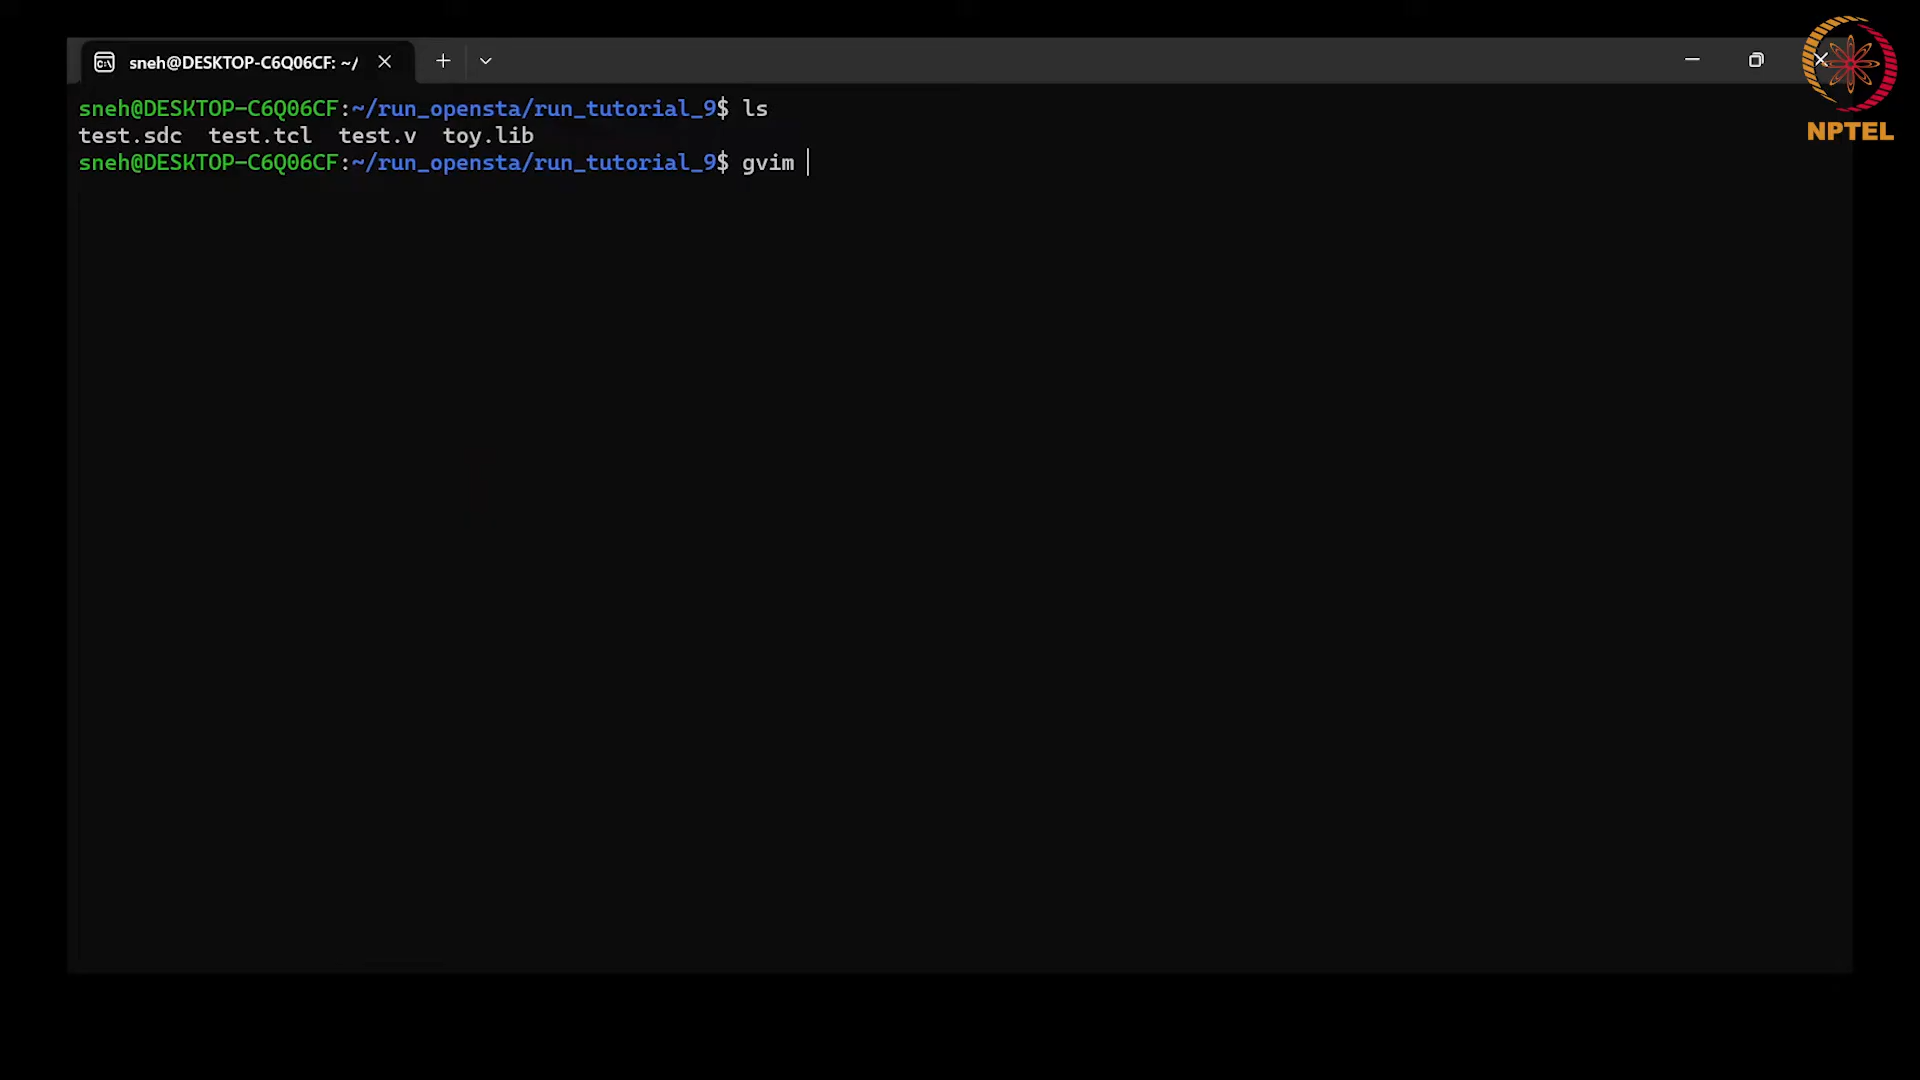 sneh@DESKTOP-C6Q06CF: ~/
NPTEL
sneh@DESKTOP-C6Q06CF:~/run_opensta/run_tutorial_9$ ls
test.sdc  test.tcl  test.v  toy.lib
sneh@DESKTOP-C6Q06CF:~/run_opensta/run_tutorial_9$ gvim